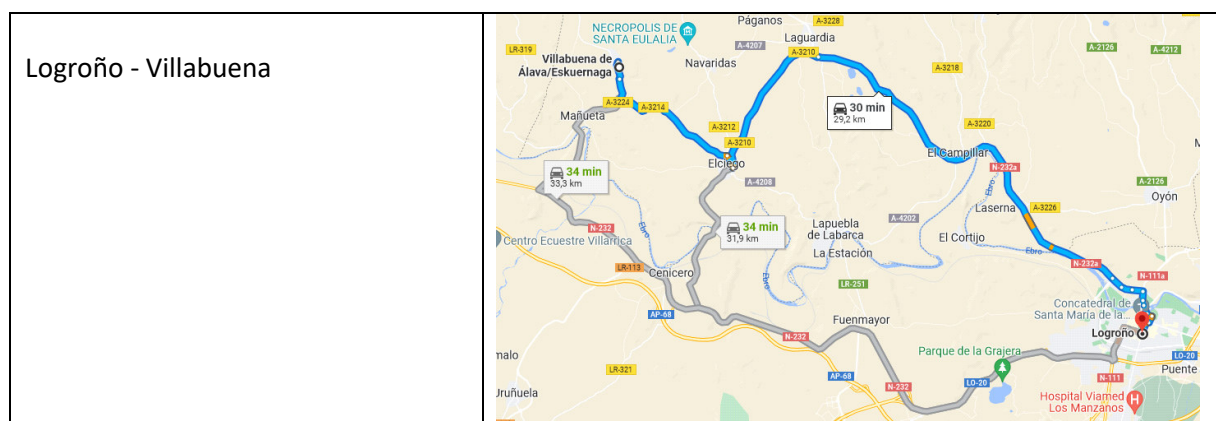 Logroño - Villabuena
Páganos
A-3228
NECROPOLIS DE
SANTA EULALIA
A-4207
Laguardia
LR-319
A-3210
A-2126
A-4212
Villabuena de
Álava/Eskuernaga
Navaridas
A-3218
30 min
29,2 km
A-3224
A-3214
Mañueta
A-3212
A-3220
A-3210
El Campillar
Elciego
N-232a
34 min
33,3 km
A-4208
A-2126
Oyón
Laserna
A-3226
34 min
31,9 km
Lapuebla
de Labarca
A-4202
Ebro
N-232
El Cortijo
Centro Ecuestre Villarrica
Ebro
La Estación
Ebro
N-232a
LR-113
Cenicero
Ebro
N-111a
LR-251
Concatedral de
Santa María de la...
AP-68
Fuenmayor
Logroño
N-232
Parque de la Grajera
LO-20
malo
Puente
LR-321
AP-68
LO-20
N-111
N-232
Uruñuela
Hospital Viamed
Los Manzanos
H